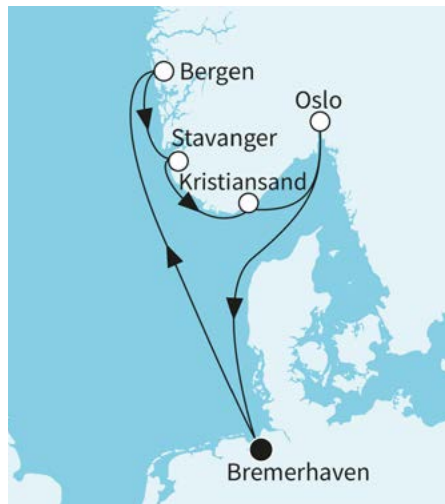 Bergen
Oslo
Stavanger
Kristiansand
Bremerhaven